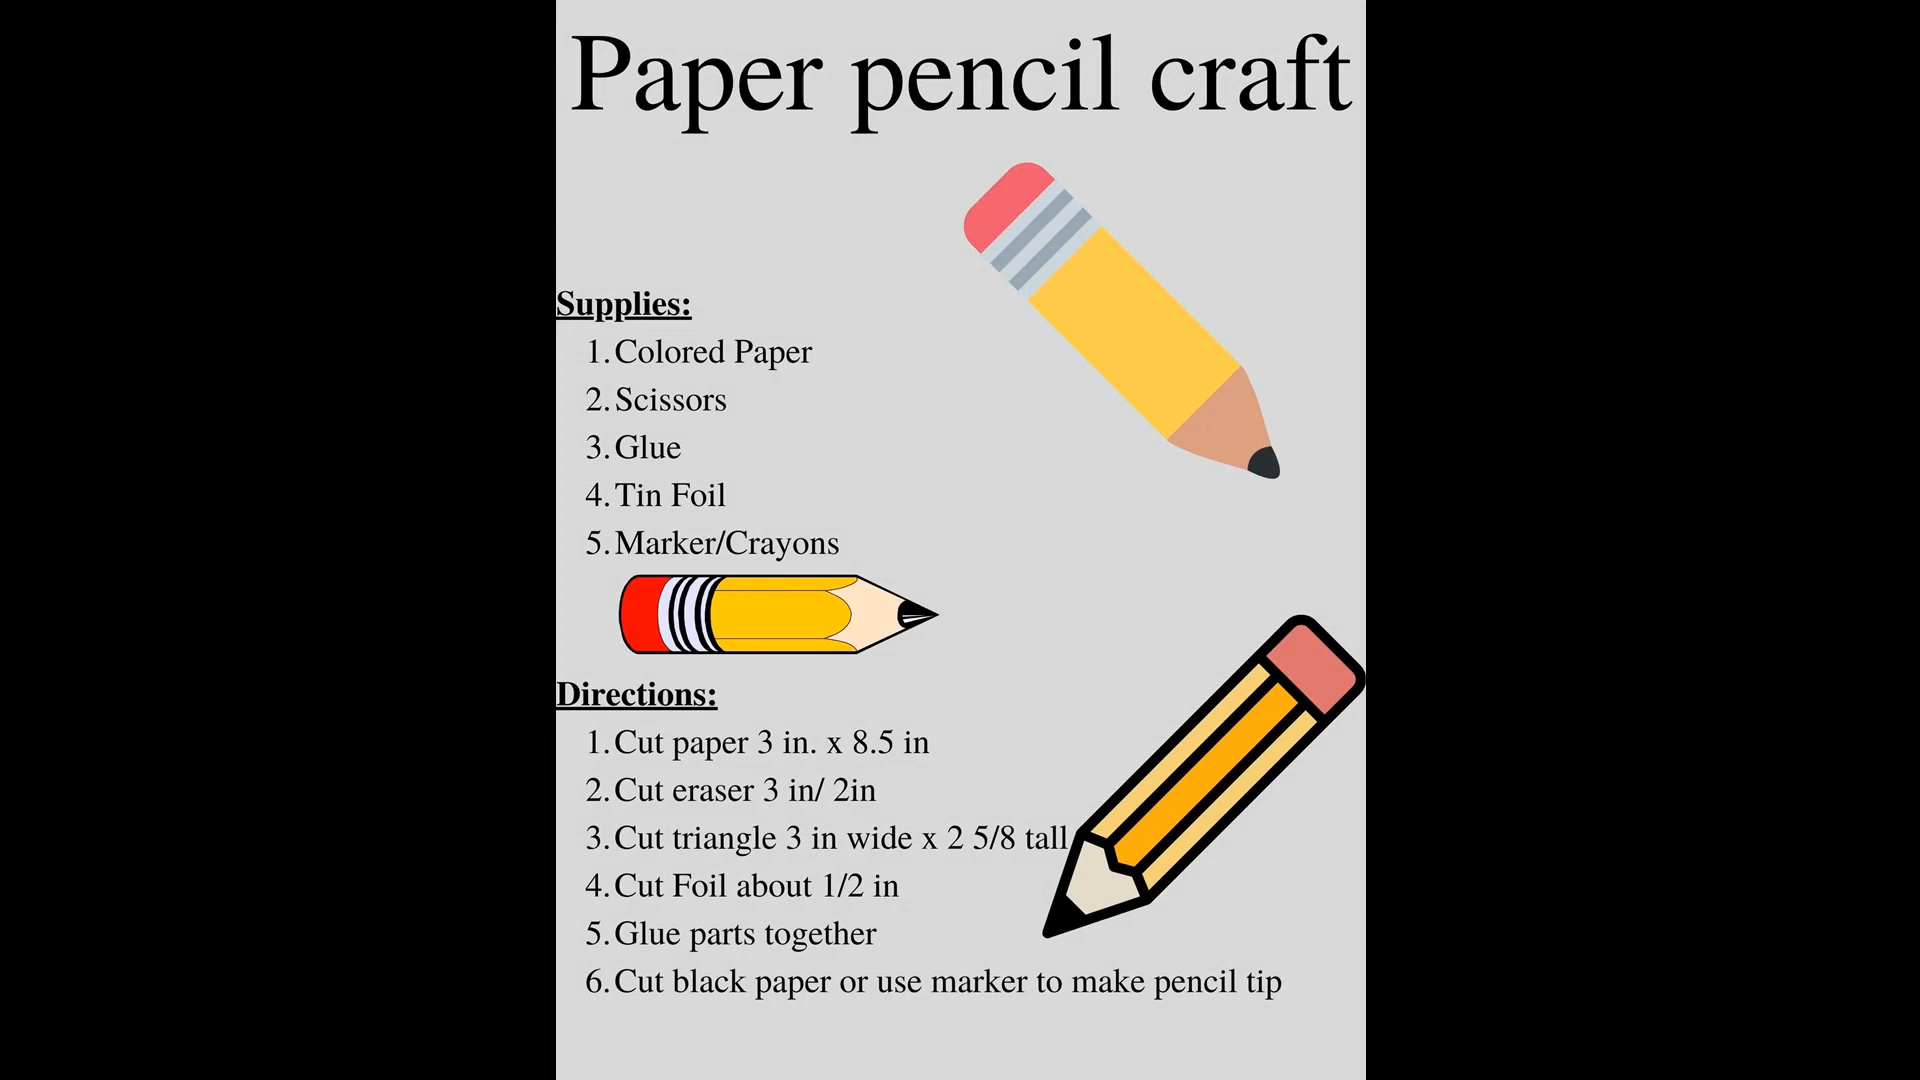 Paper pencil craft
Supplies:
1. Colored Paper
2. Scissors
3. Glue
4. Tin Foil
5. Marker/Crayons
Directions:
1. Cut paper 3 in. x 8.5 in
2. Cut eraser 3 in/ 2in
3. Cut triangle 3 in wide x 2 5/8 tall
4. Cut Foil about 1/2 in
5. Glue parts together
6. Cut black paper or use marker to make pencil tip